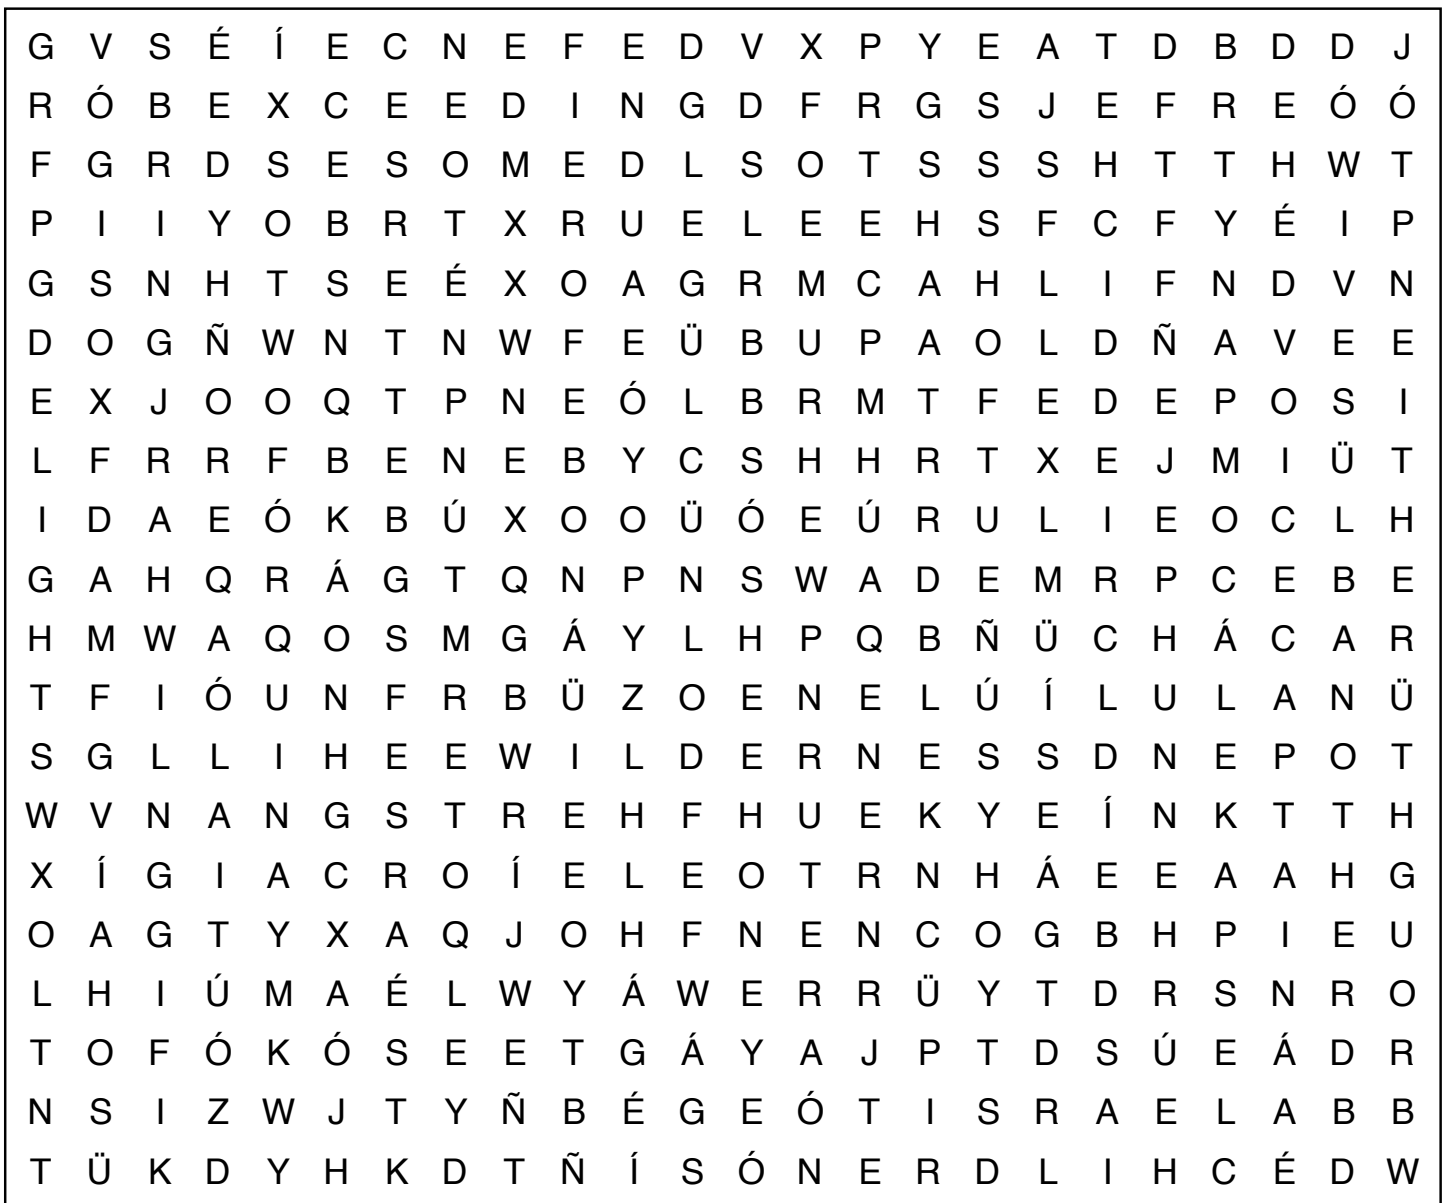 G V S É Í E C N E F E D V X P Y E A T D B D D J
R Ó B E X C E E D I N G D F R G S J E F R E Ó Ó
F G R D S E S O M E D L S O T S S S H T T H W T
P I I Y O B R T X R U E L E E H S F C F Y É I P
G S N H T S E É X O A G R M C A H L I F N D V N
D O G Ñ W N T N W F E Ü B U P A O L D Ñ A V E E
E X J O O Q T P N E Ó L B R M T F E D E P O S I
L F R R F B E N E B Y C S H H R T X E J M I Ü T
I D A E Ó K B Ú X O O Ü Ó E Ú R U L I E O C L H
G A H Q R Á G T Q N P N S W A D E M R P C E B E
H M W A Q O S M G Á Y L H P Q B Ñ Ü C H Á C A R
T F I Ó U N F R B Ü Z O E N E L Ú Í L U L A N Ü
S G L L I H E E W I L D E R N E S S D N E P O T
W V N A N G S T R E H F H U E K Y E Í N K T T H
X Í G I A C R O Í E L E O T R N H Á E E A A H G
O A G T Y X A Q J O H F N E N C O G B H P I E U
L H I Ú M A É L W Y Á W E R R Ü Y T D R S N R O
T O F Ó K Ó S E E T G Á Y A J P T D S Ú E Á D R
N S I Z W J T Y Ñ B É G E Ó T I S R A E L A B B
T Ü K D Y H K D T Ñ Í S Ó N E R D L I H C É D W